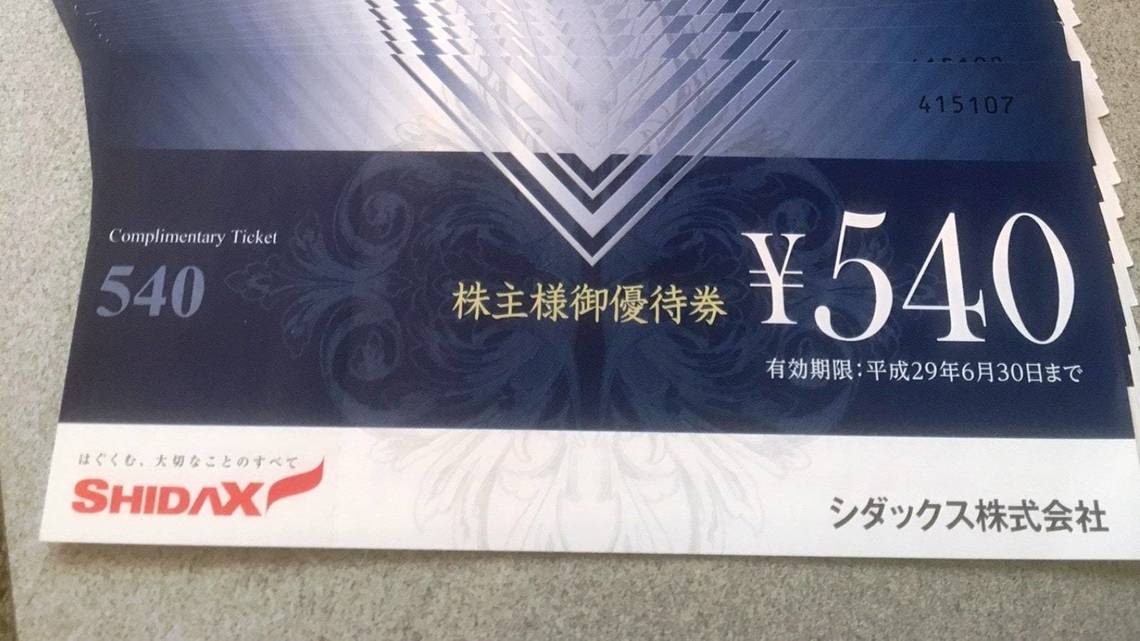 415107
Complimentary Ticket
540
株主様御優待券
¥540
有効期限:平成29年6月30日まで
はぐくむ、大切なことのすべて
SHIDAX
シダックス株式会社